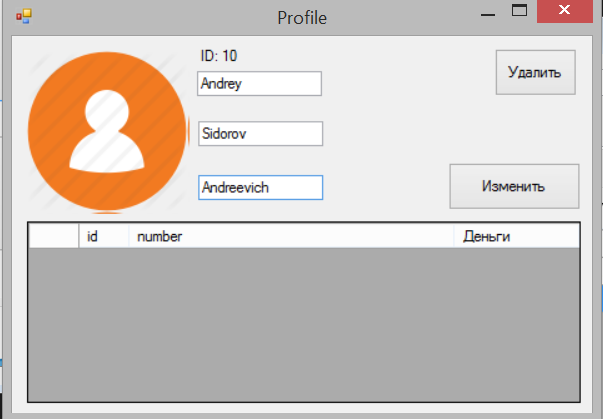 Profile
ID: 10
Удалить
Andrey
Sidorov
Andreevich
Изменить
id number Деньги